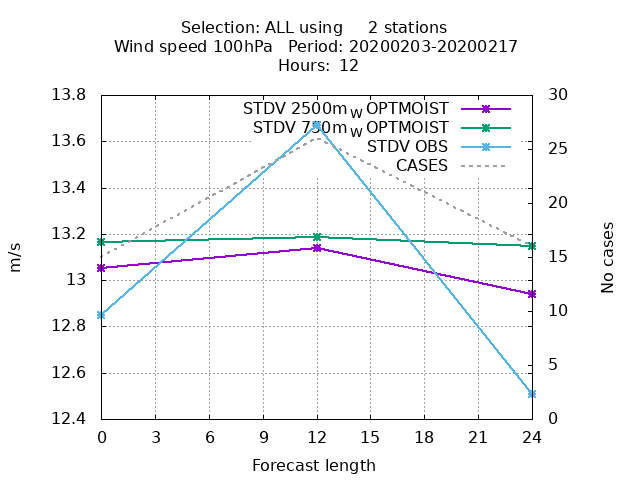 Selection: ALL using 2 stations
Wind speed 100hPa Period: 20200203-20200217
Hours: 12
13.8
13.6
13.4
13.2
13
12.8
12.6
12.4
30
25
20
15
10
5
0
STDV 2500m W OPTMOIST
STDV 750m W OPTMOIST
STDV OBS
CASES
m/s
No cases
0 3 6 9 12 15 18 21 24
Forecast length